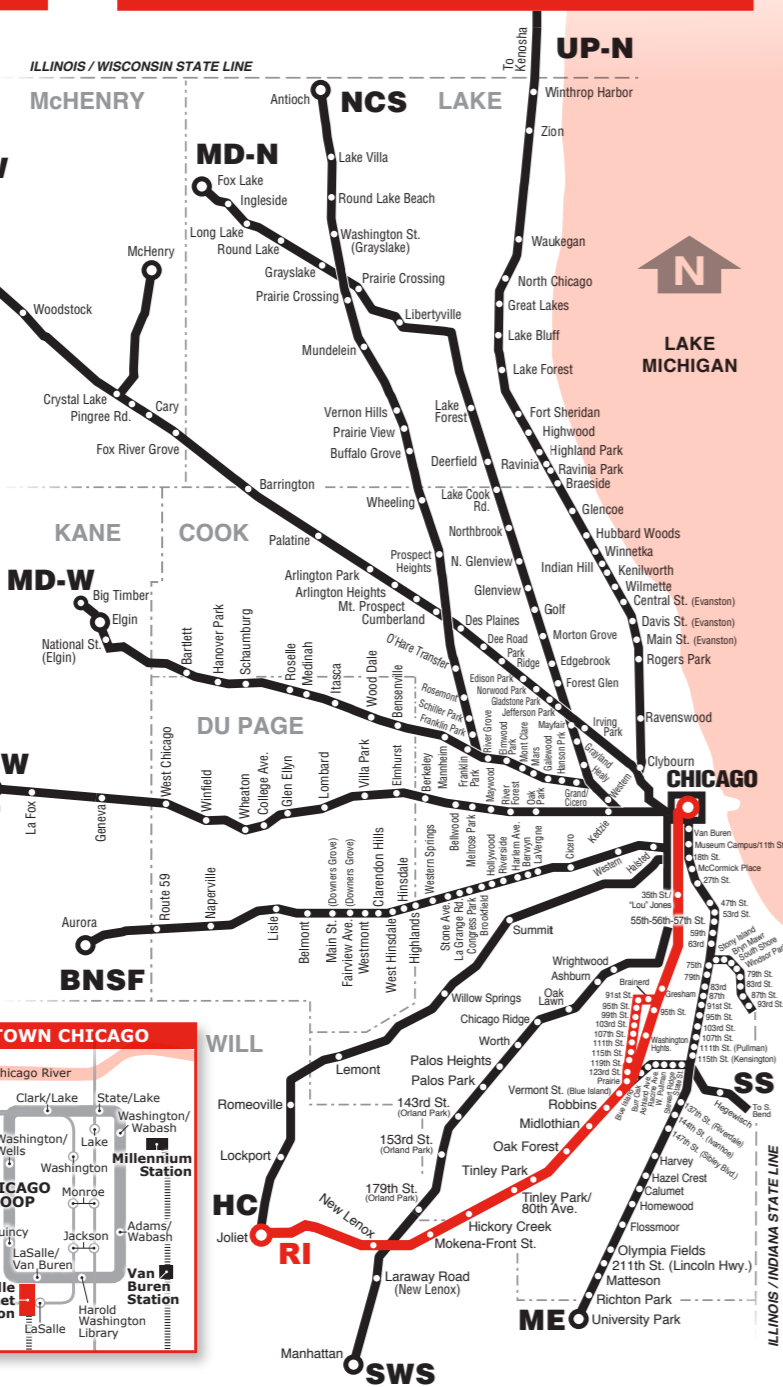 UP-N
To
Kenosha
ILLINOIS / WISCONSIN STATE LINE
McHENRY
Antioch
NCS
LAKE
Winthrop Harbor
Zion
MD-N
Lake Villa
Fox Lake
Ingleside
Round Lake Beach
Long Lake
Round Lake
Washington St.
(Grayslake)
Waukegan
N
McHenry
Grayslake
Prairie Crossing
Prairie Crossing
North Chicago
Great Lakes
Woodstock
Libertyville
Lake Bluff
LAKE
MICHIGAN
Mundelein
Lake Forest
Crystal Lake
Pingree Rd.
Cary
Fox River Grove
Vernon Hills
Prairie View
Buffalo Grove
Lake
Forest
Fort Sheridan
Highwood
Highland Park
Ravinia
Ravinia Park
Braeside
Deerfield
Barrington
Wheeling
Lake Cook
Rd.
Glencoe
KANE
COOK
Palatine
Northbrook
Hubbard Woods
Winnetka
Prospect
Heights
N. Glenview
Indian Hill
Kenilworth
Wilmette
MD-W
Big Timber
Elgin
National St.
(Elgin)
Arlington Park
Arlington Heights
Mt. Prospect
Cumberland
Glenview
Golf
Central St. (Evanston)
Davis St. (Evanston)
Main St. (Evanston)
Rogers Park
Des Plaines
Dee Road
Park
Ridge
Morton Grove
Edgebrook
Forest Glen
O'Hare Transfer
Edison Park
Norwood Park
Gladstone Park
Jefferson Park
Mayfair
Irving
Park
Ravenswood
Bartlett
Hanover Park
Schaumburg
Roselle
Medinah
Itasca
Wood Dale
Bensenville
Rosemont
Schiller Park
Franklin Park
Mannheim
Franklin
Park
River Grove
Elmwood
Park
Mont Clare
Mars
Galewood
Hanson Prk
Grayland
Healy
Western
Grand/
Cicero
Clybourn
CHICAGO
DU PAGE
W
La Fox
Geneva
West Chicago
Winfield
Wheaton
College Ave.
Glen Ellyn
Lombard
Villa Park
Elmhurst
Berkeley
Bellwood
Melrose Park
Maywood
River
Forest
Oak
Park
Kedzie
Aurora
BNSF
Route 59
Naperville
Lisle
Belmont
Main St. (Downers Grove)
Fairview Ave. (Downers Grove)
Westmont
Clarendon Hills
West Hinsdale
Hinsdale
Highlands
Western Springs
Stone Ave.
La Grange Rd.
Congress Park
Brookfield
Hollywood
Riverside
Harlem Ave.
Berwyn
LaVergne
Cicero
Western
Halsted
Van Buren
Museum Campus/11th St
18th St.
McCormick Place
27th St.
35th St./
"Lou" Jones
55th-56th-57th St.
47th St.
53rd St.
59th
63rd
Stony Island
Bryn Mawr
South Shore
Windsor Par
75th
79th
79th St.
83rd St.
87th St.
93rd St.
83rd
87th
91st St.
95th St.
103rd St.
107th St.
111th St. (Pullman)
115th St. (Kensington)
Summit
Wrightwood
Ashburn
Oak
Lawn
Chicago Ridge
Worth
Palos Heights
Palos Park
Brainerd
Gresham
91st St.
95th St.
99th St.
103rd St.
107th St.
111th St.
115th St.
119th St.
123rd St.
Prairie
95th St.
Washington
Hghts.
Vermont St. (Blue Island)
Blue Island
Burr Oak
Ashland Ave.
Racine Ave.
W. Pullman
Stewart Ridge
State St.
SS
Hegewisch
To S.
Bend
Willow Springs
WILL
Lemont
Romeoville
Lockport
HC
Joliet
RI
New Lenox
143rd St.
(Orland Park)
153rd St.
(Orland Park)
179th St.
(Orland Park)
Robbins
Midlothian
Oak Forest
Tinley Park
Tinley Park/
80th Ave.
Hickory Creek
Mokena-Front St.
137th St. (Riverdale)
144th St. (Ivanhoe)
147th St. (Sibley Blvd.)
Harvey
Hazel Crest
Calumet
Homewood
Flossmoor
Olympia Fields
211th St. (Lincoln Hwy.)
Matteson
Richton Park
University Park
ME
Laraway Road
(New Lenox)
Manhattan
SWS
ILLINOIS / INDIANA STATE LINE
TOWN CHICAGO
hicago River
Clark/Lake
State/Lake
Washington/
Wabash
Lake
Washington/
Wells
Washington
Millennium
Station
ICAGO
OOP
Monroe
uincy
Jackson
Adams/
Wabash
LaSalle/
Van Buren
Van
Buren
Station
lle
et
on
LaSalle
Harold
Washington
Library